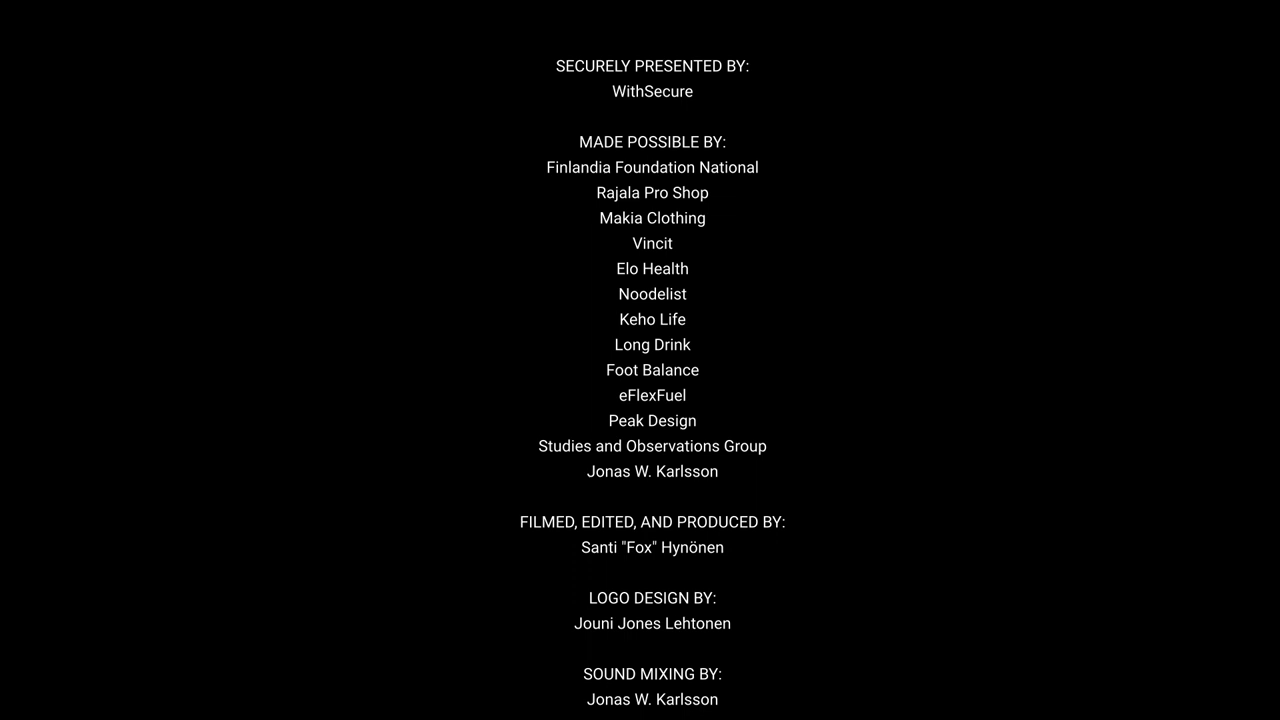 SECURELY PRESENTED BY:
WithSecure
MADE POSSIBLE BY:
Finlandia Foundation National
Rajala Pro Shop
Makia Clothing
Vincit
Elo Health
Noodelist
Keho Life
Long Drink
Foot Balance
eFlexFuel
Peak Design
Studies and Observations Group
Jonas W. Karlsson
FILMED, EDITED, AND PRODUCED BY:
Santi "Fox" Hynönen
LOGO DESIGN BY:
Jouni Jones Lehtonen
SOUND MIXING BY:
Jonas W. Karlsson